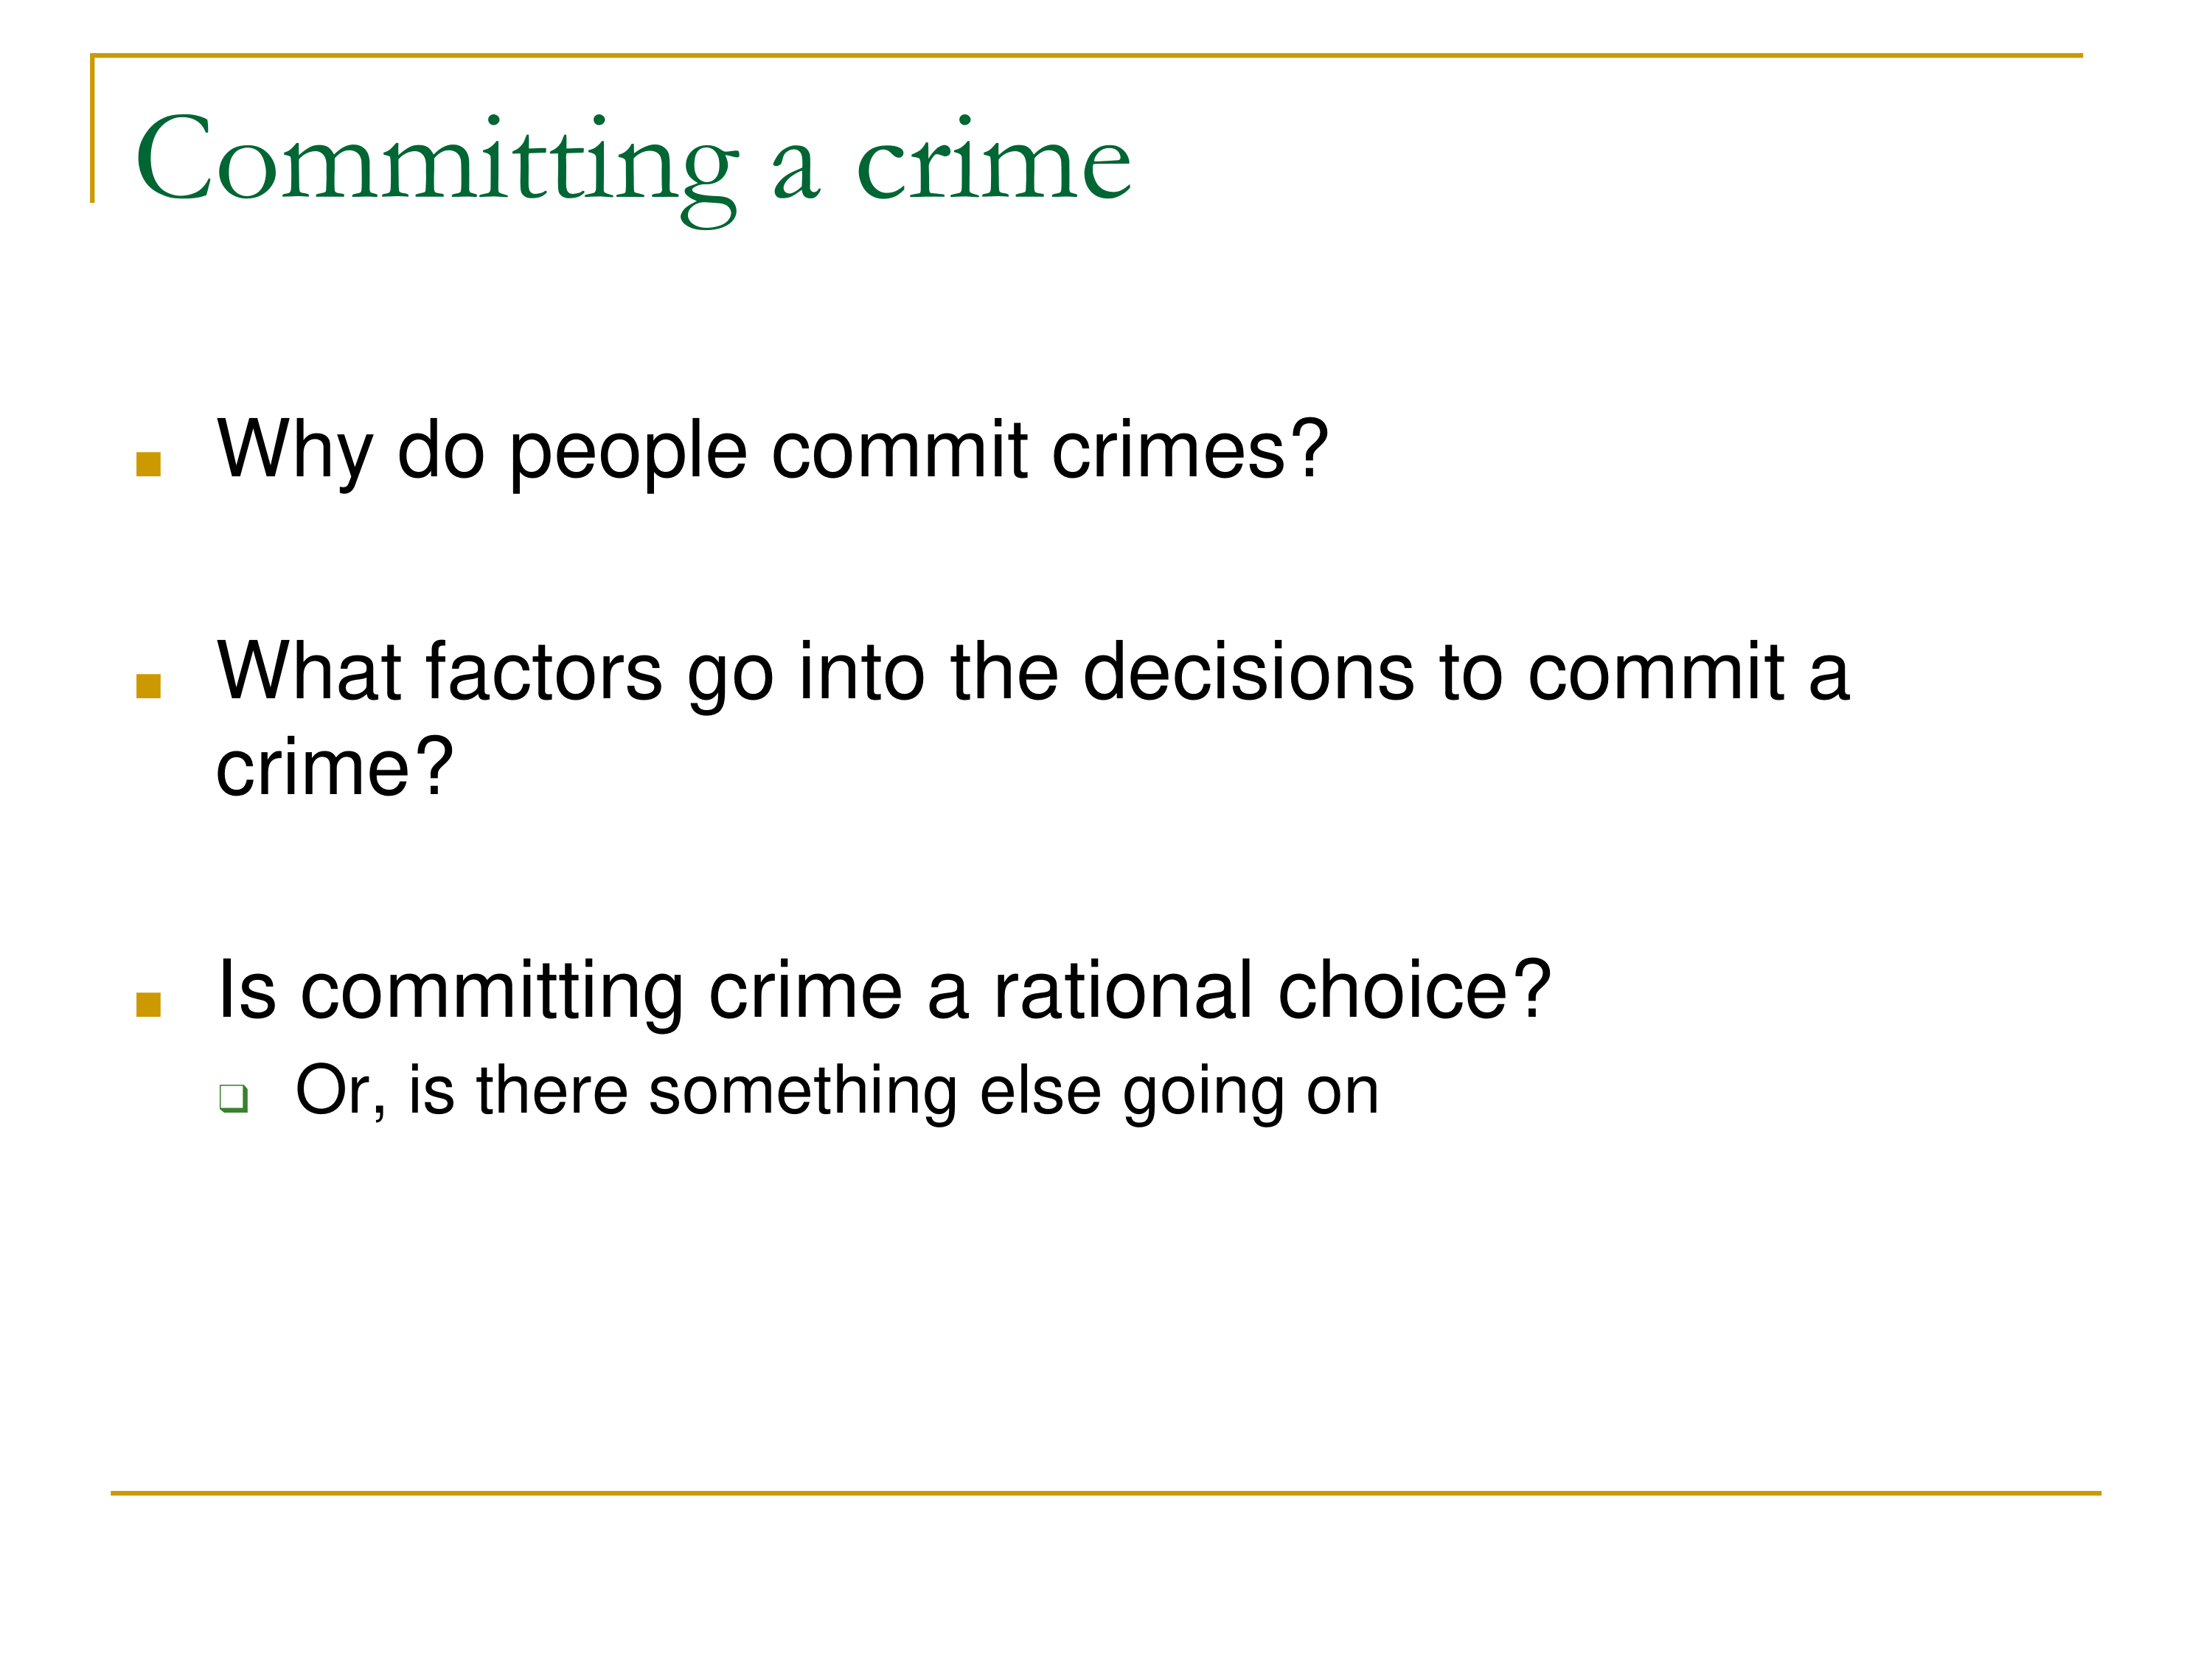 Committing a crime
Why do people commit crimes?
What factors go into the decisions to commit a
crime?
Is committing crime a rational choice?
Or, is there something else going on